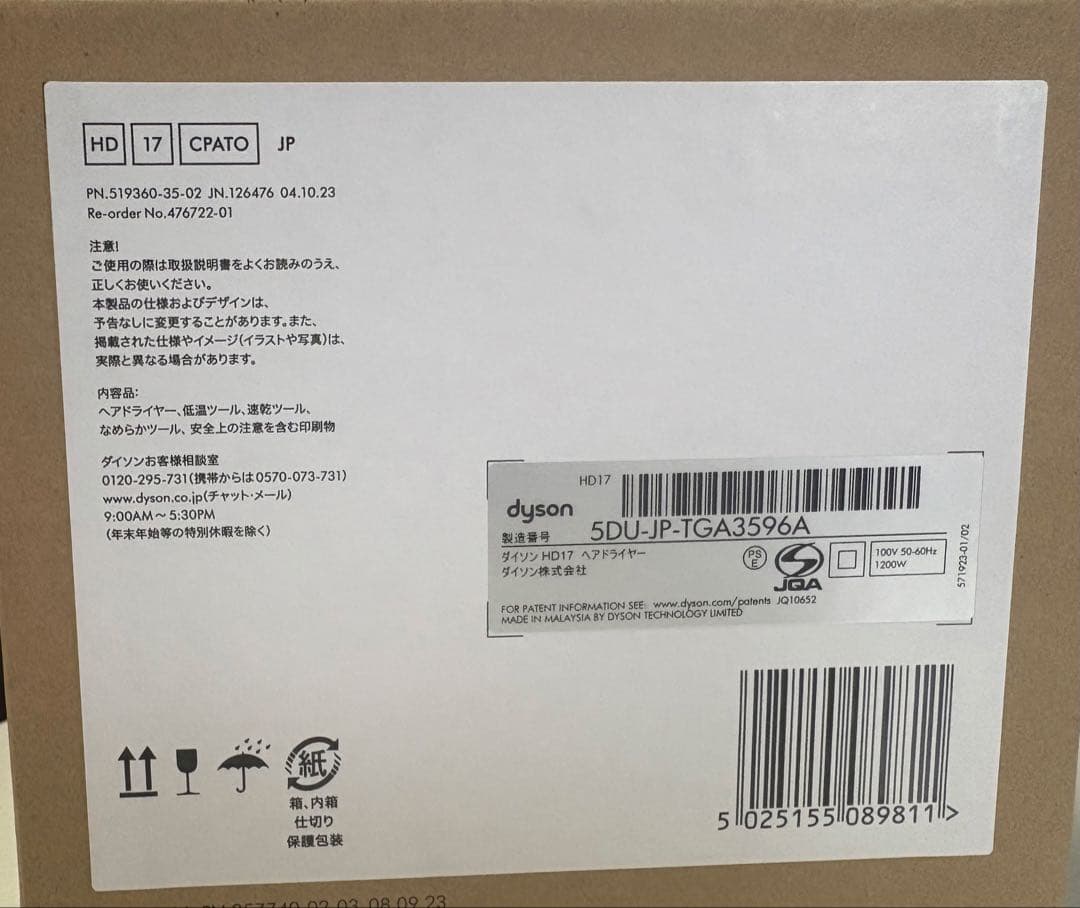 HD 17 CPATO JP
PN.519360-35-02 JN.126476 04.10.23
Re-order No.476722-01
注意!
ご使用の際は取扱説明書をよくお読みのうえ、
正しくお使いください。
本製品の仕様およびデザインは、
予告なしに変更することがあります。また、
掲載された仕様やイメージ(イラストや写真)は、
実際と異なる場合があります。
内容品:
ヘアドライヤー、低温ツール、速乾ツール、
なめらかツール、安全上の注意を含む印刷物
ダイソンお客様相談室
0120-295-731(携帯からは0570-073-731)
www.dyson.co.jp(チャット・メール)
9:00AM～5:30PM
(年末年始等の特別休暇を除く)
HD17
dyson
製造番号 5DU-JP-TGA3596A
ダイソン HD17 ヘアドライヤー
ダイソン株式会社
PS
E
JQA
100V 50-60Hz
1200W
FOR PATENT INFORMATION SEE: www.dyson.com/patents JQ10652
MADE IN MALAYSIA BY DYSON TECHNOLOGY LIMITED
571923-01/02
紙
箱、内箱
仕切り
保護包装
5 025155 089811 >
08.09.23